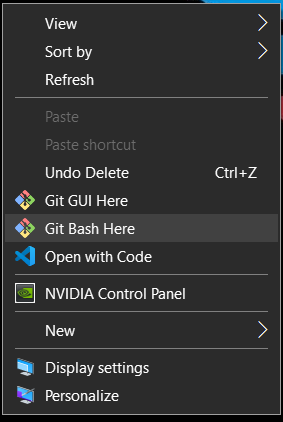 View
Sort by
Refresh
Paste
Paste shortcut
Undo Delete Ctrl+Z
Git GUI Here
Git Bash Here
Open with Code
NVIDIA Control Panel
New
Display settings
Personalize